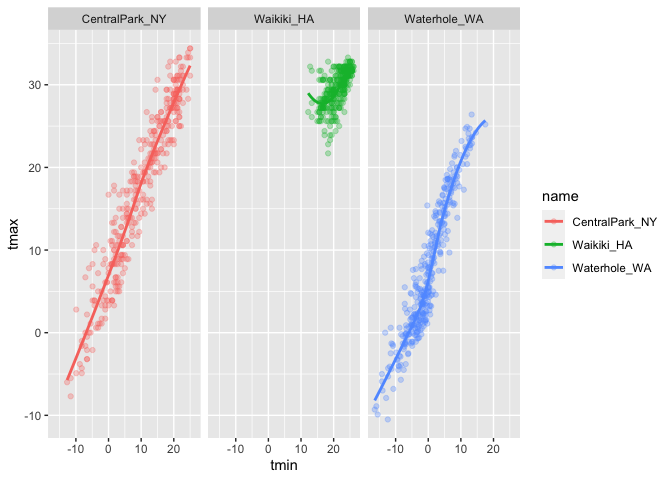 CentralPark_NY Waikiki_HA Waterhole_WA
30
20
10
0
-10
tmax
-10 0 10 20 -10 0 10 20 -10 0 10 20
tmin
name
CentralPark_NY
Waikiki_HA
Waterhole_WA